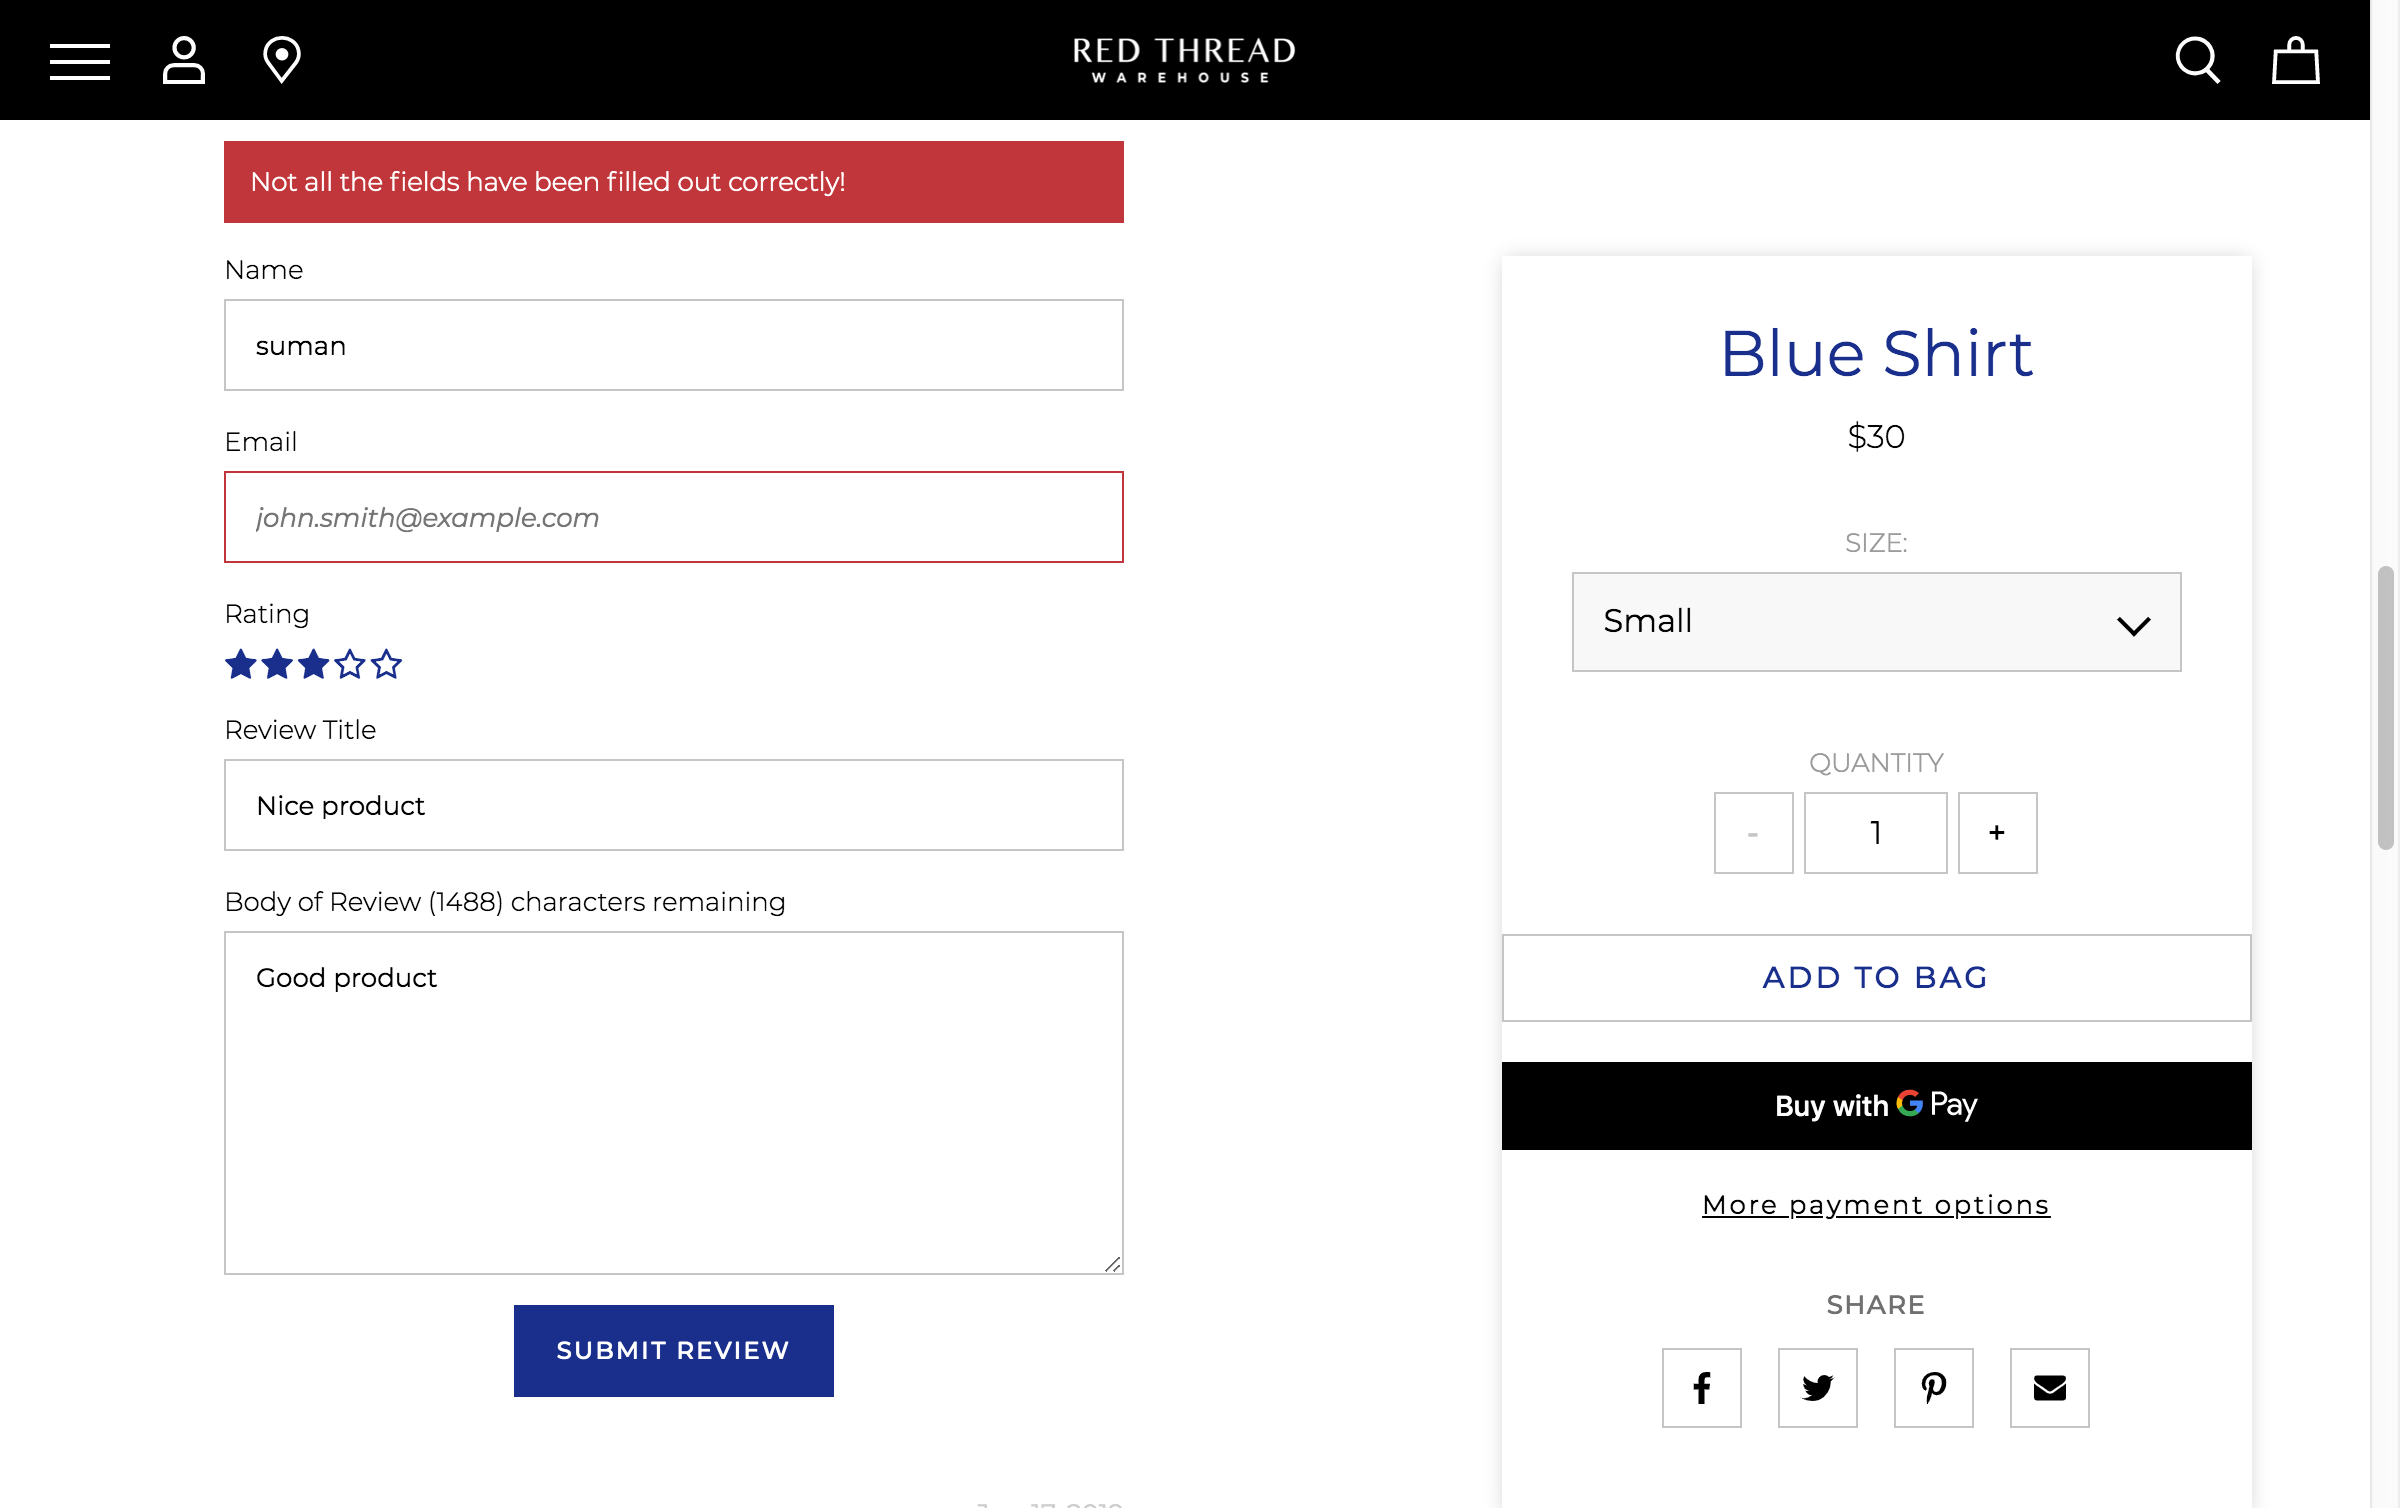 RED THREAD
WAREHOUSE
Not all the fields have been filled out correctly!
Name
suman
Email
john.smith@example.com
Rating
Review Title
Nice product
Body of Review (1488) characters remaining
Good product
SUBMIT REVIEW
Blue Shirt
$30
SIZE:
Small
QUANTITY
- 1 +
ADD TO BAG
Buy with G Pay
More payment options
SHARE